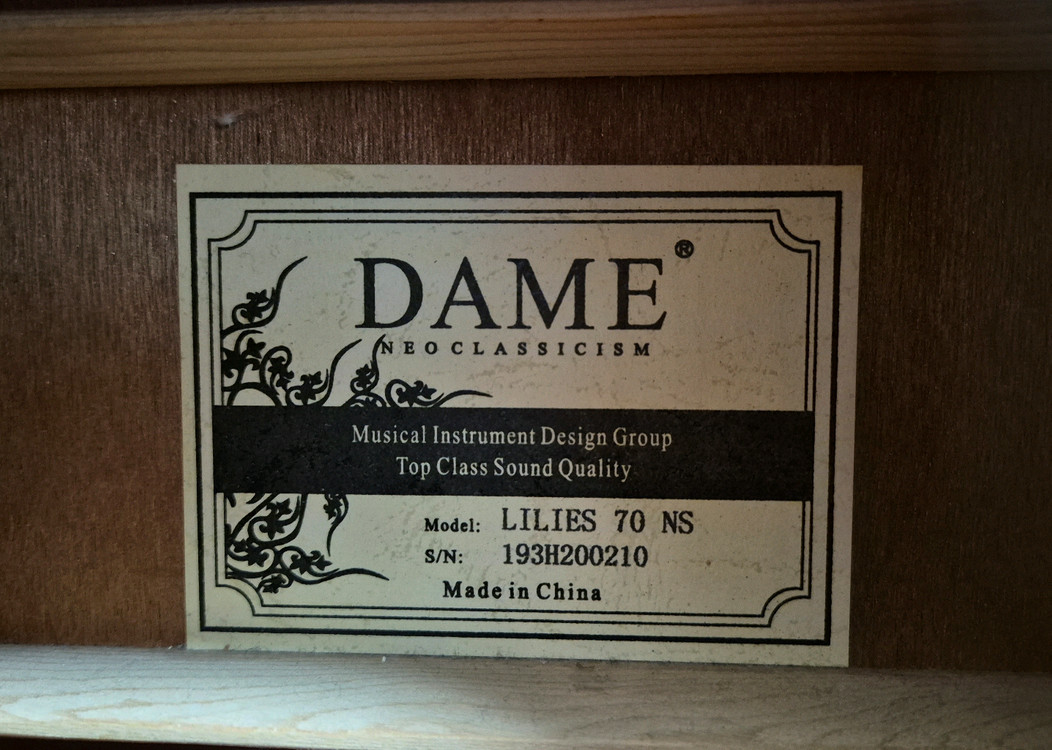 DAME®
NEOCLASSICISM
Musical Instrument Design Group
Top Class Sound Quality
Model: LILIES 70 NS
S/N: 193H200210
Made in China